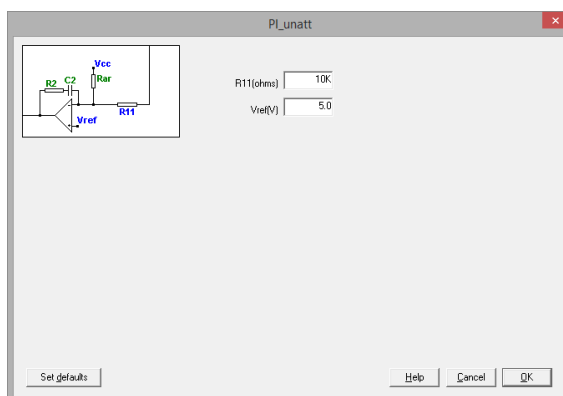 PI_unatt
Vcc
R2 C2 Rar
R11
Vref
R11(ohms) 10K
Vref(V) 5.0
Set defaults Help Cancel OK